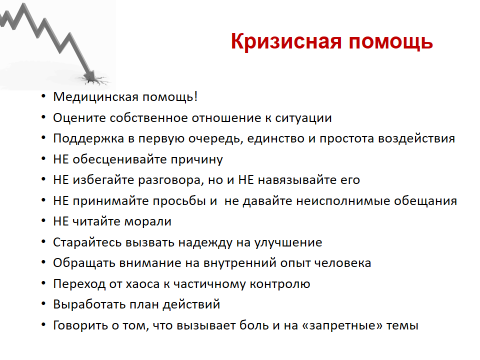 Кризисная помощь
• Медицинская помощь!
• Оцените собственное отношение к ситуации
• Поддержка в первую очередь, единство и простота воздействия
• НЕ обесценивайте причину
• НЕ избегайте разговора, но и НЕ навязывайте его
• НЕ принимайте просьбы и  не давайте неисполнимые обещания
• НЕ читайте морали
• Старайтесь вызвать надежду на улучшение
• Обращать внимание на внутренний опыт человека
• Переход от хаоса к частичному контролю
• Выработать план действий
• Говорить о том, что вызывает боль и на «запретные» темы